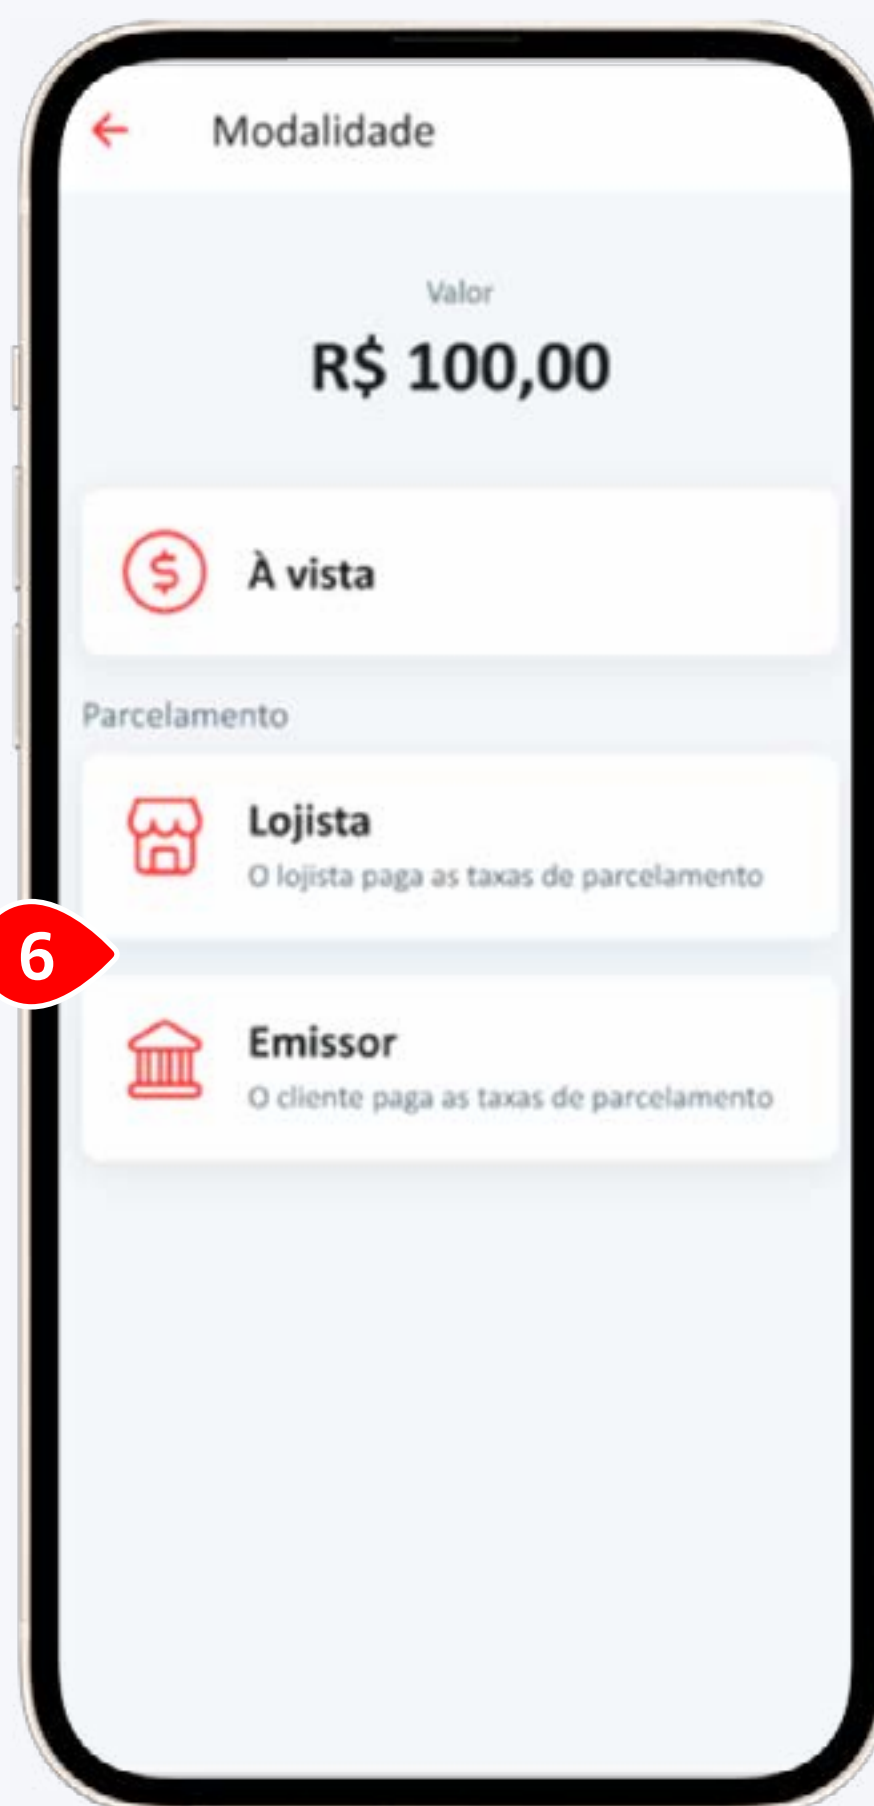 Modalidade
Valor
R$ 100,00
$
À vista
Parcelamento
Lojista
O lojista paga as taxas de parcelamento
6
Emissor
O cliente paga as taxas de parcelamento